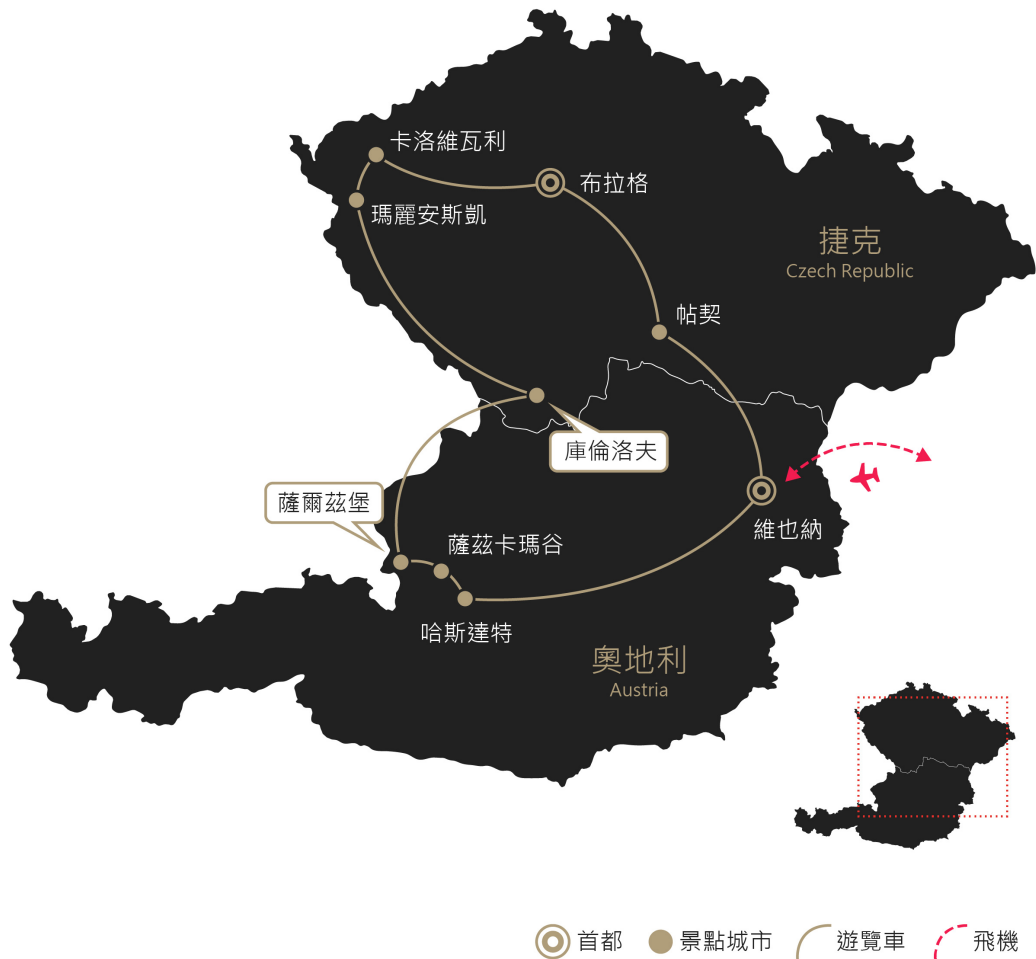 卡洛維瓦利
布拉格
瑪麗安斯凱
捷克
Czech Republic
帖契
庫倫洛夫
薩爾茲堡
維也納
薩茲卡瑪谷
哈斯達特
奧地利
Austria
首都
景點城市
遊覽車
飛機